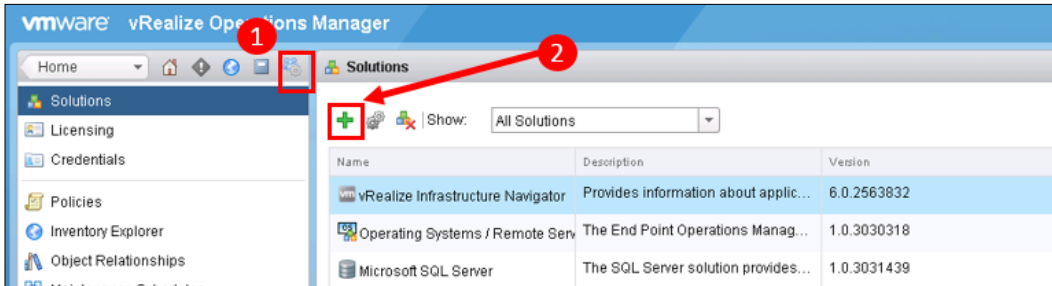 vmware vRealize Operations Manager
1
2
Home
Solutions
Solutions
Licensing
Credentials
Policies
Inventory Explorer
Object Relationships
Show: All Solutions
Name Description Version
vRealize Infrastructure Navigator Provides information about applic... 6.0.2563832
Operating Systems / Remote Serv The End Point Operations Manag... 1.0.3030318
Microsoft SQL Server The SQL Server solution provides... 1.0.3031439